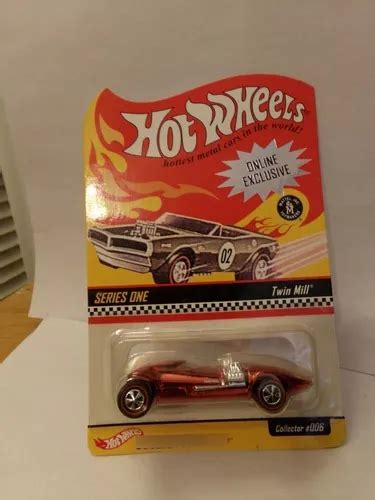 HOT WHEELS
hottest metal cars in the world!
ONLINE
EXCLUSIVE
02
SERIES ONE
Twin Mill®
HOT WHEELS
Collector #006